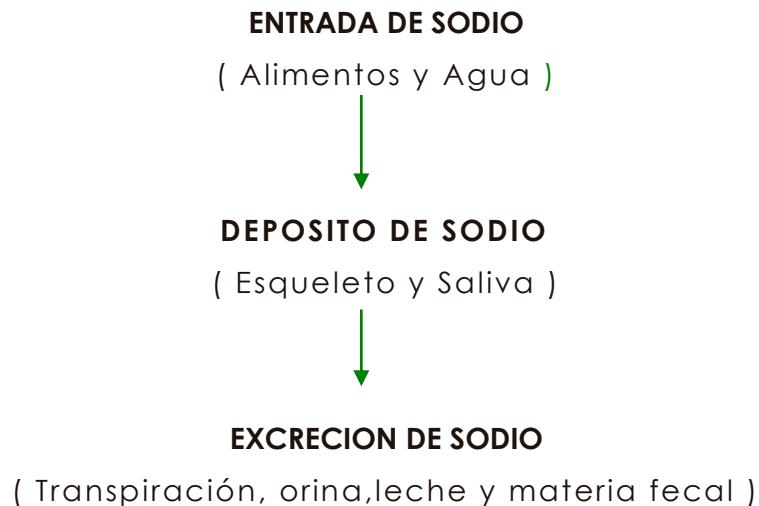 ENTRADA DE SODIO
( Alimentos y Agua )
DEPOSITO DE SODIO
( Esqueleto y Saliva )
EXCRECION DE SODIO
( Transpiración, orina,leche y materia fecal )